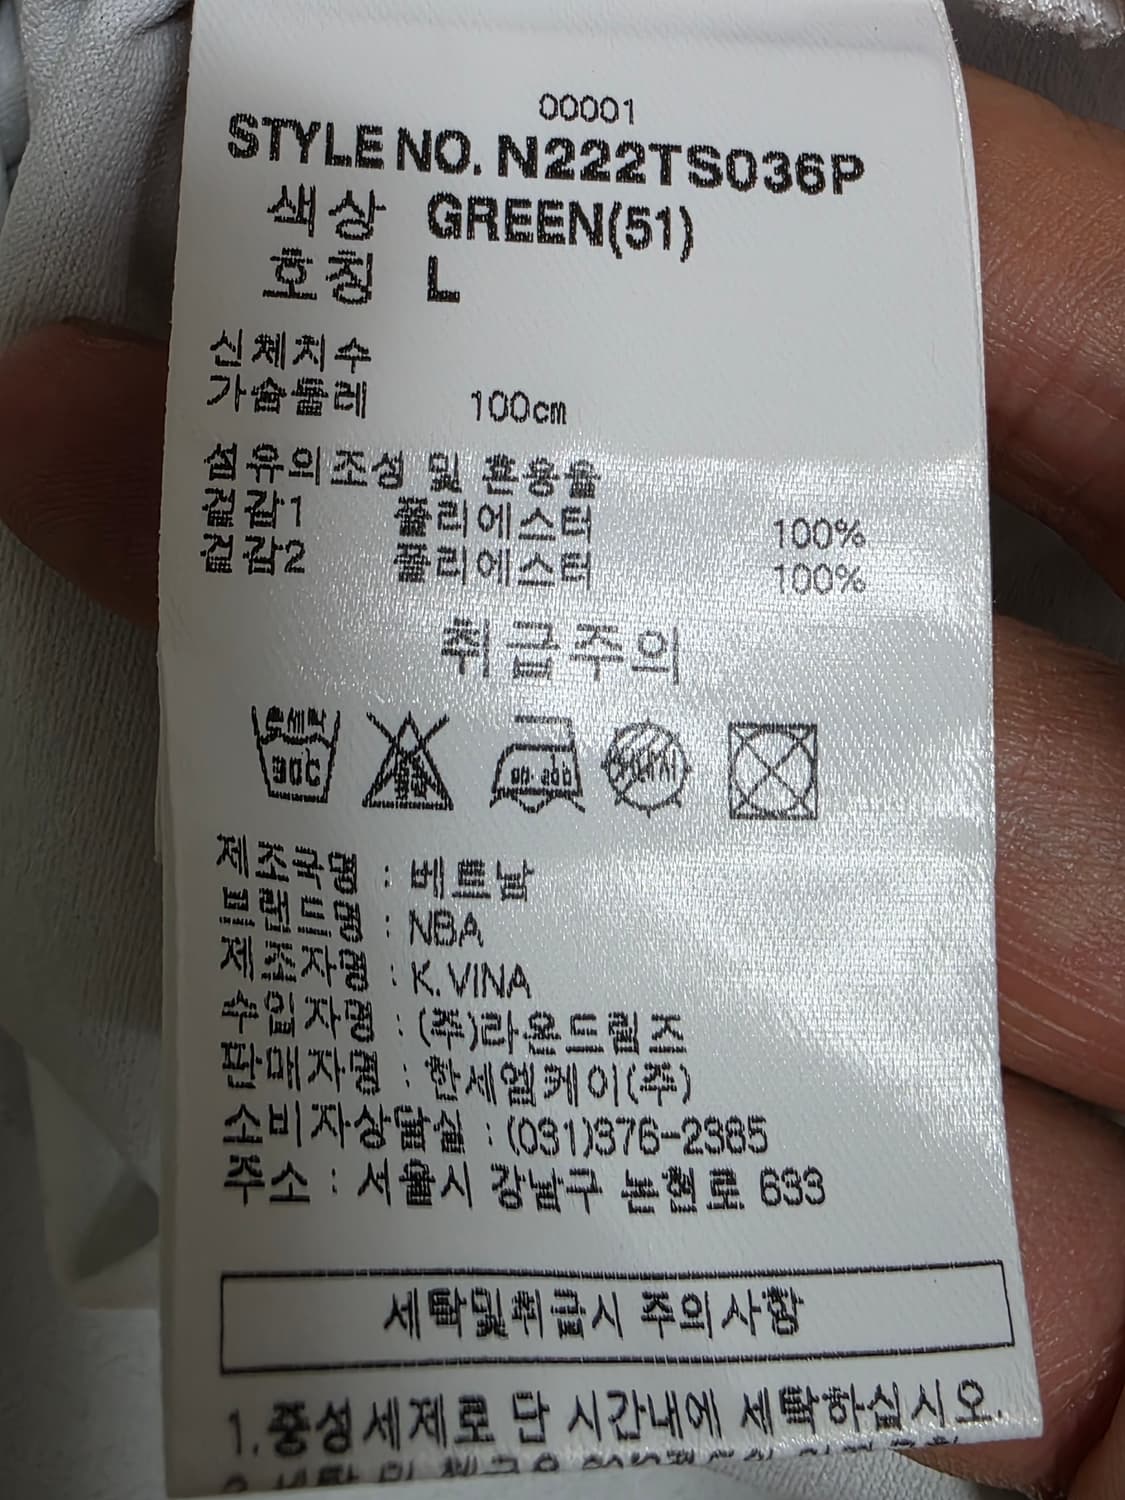 00001
STYLE NO. N222TS036P
색상 GREEN(51)
호칭 L
신체치수
가슴둘레 100cm
섬유의조성 및 혼용율
겉감1 폴리에스터 100%
겉감2 폴리에스터 100%
취급주의
손세탁
30C
제조국명 : 베트남
브랜드명 : NBA
제조자명 : K.VINA
수입자명 : (주)라온드림즈
판매자명 : 한세엠케이(주)
소비자상담실 : (031)376-2385
주소 : 서울시 강남구 논현로 633
세탁및취급시 주의사항
1.중성세제로 단 시간내에 세탁하십시오.